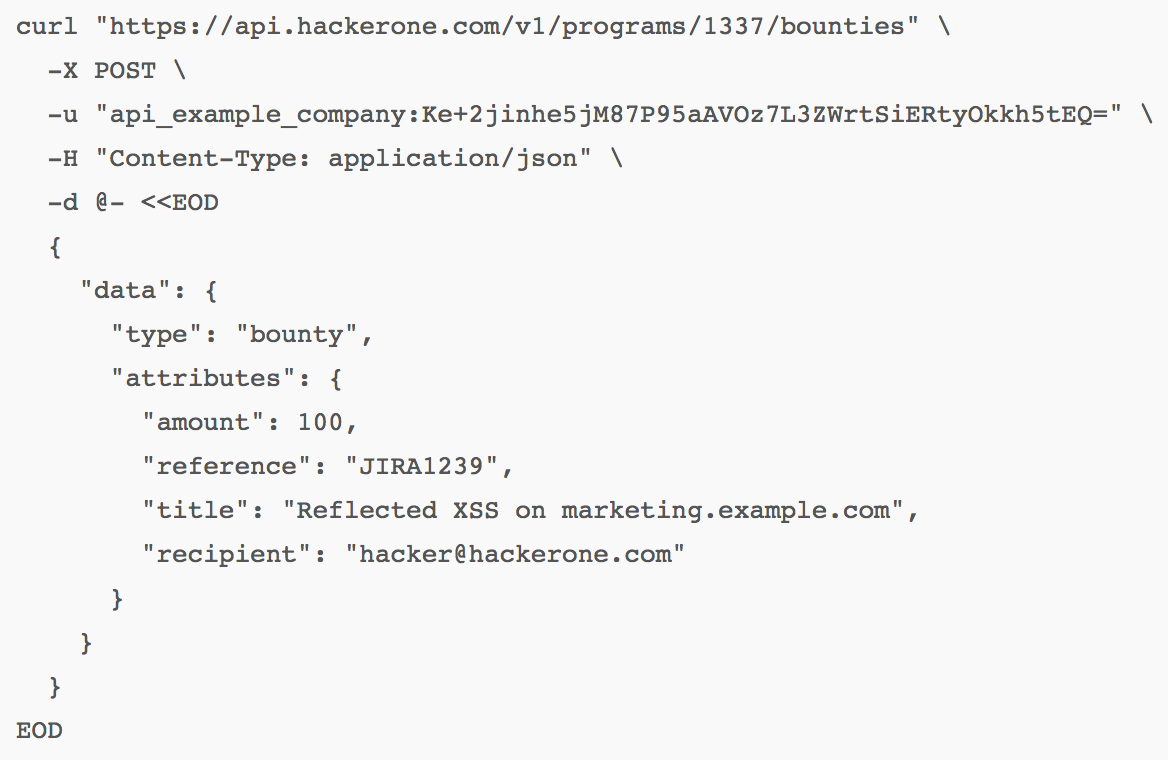 curl "https://api.hackerone.com/v1/programs/1337/bounties" \
  -X POST \
  -u "api_example_company:Ke+2jinhe5jM87P95aAVOz7L3ZWrtSiERtyOkkh5tEQ=" \
  -H "Content-Type: application/json" \
  -d @- <<EOD
  {
    "data": {
      "type": "bounty",
      "attributes": {
        "amount": 100,
        "reference": "JIRA1239",
        "title": "Reflected XSS on marketing.example.com",
        "recipient": "hacker@hackerone.com"
      }
    }
  }
EOD